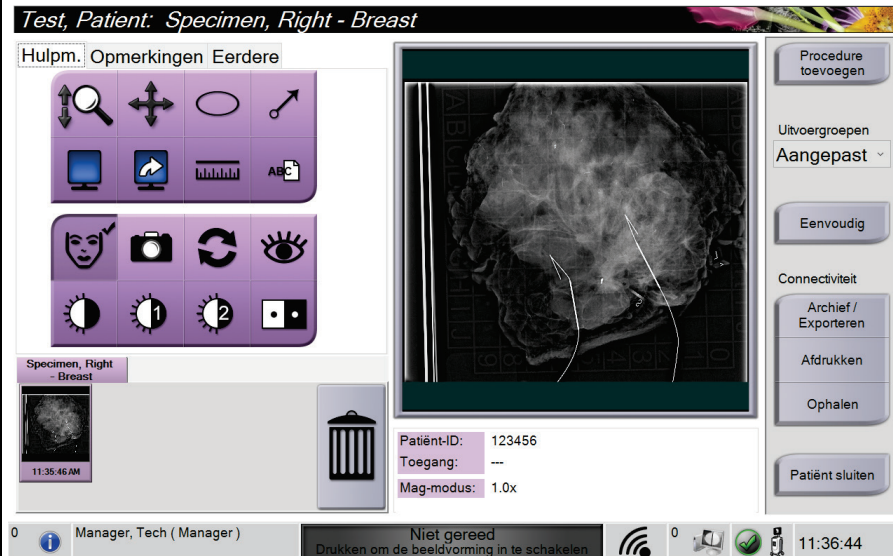 Test, Patient:  Specimen, Right - Breast
Hulpm. Opmerkingen Eerdere
ABC
1
2
Specimen, Right
- Breast
11:35:46 AM
Patiënt-ID: 123456
Toegang: ---
Mag-modus: 1.0x
Procedure
toevoegen
Uitvoergroepen
Aangepast
Eenvoudig
Connectiviteit
Archief /
Exporteren
Afdrukken
Ophalen
Patiënt sluiten
0
i
Manager, Tech ( Manager )
Niet gereed
Drukken om de beeldvorming in te schakelen
0
11:36:44